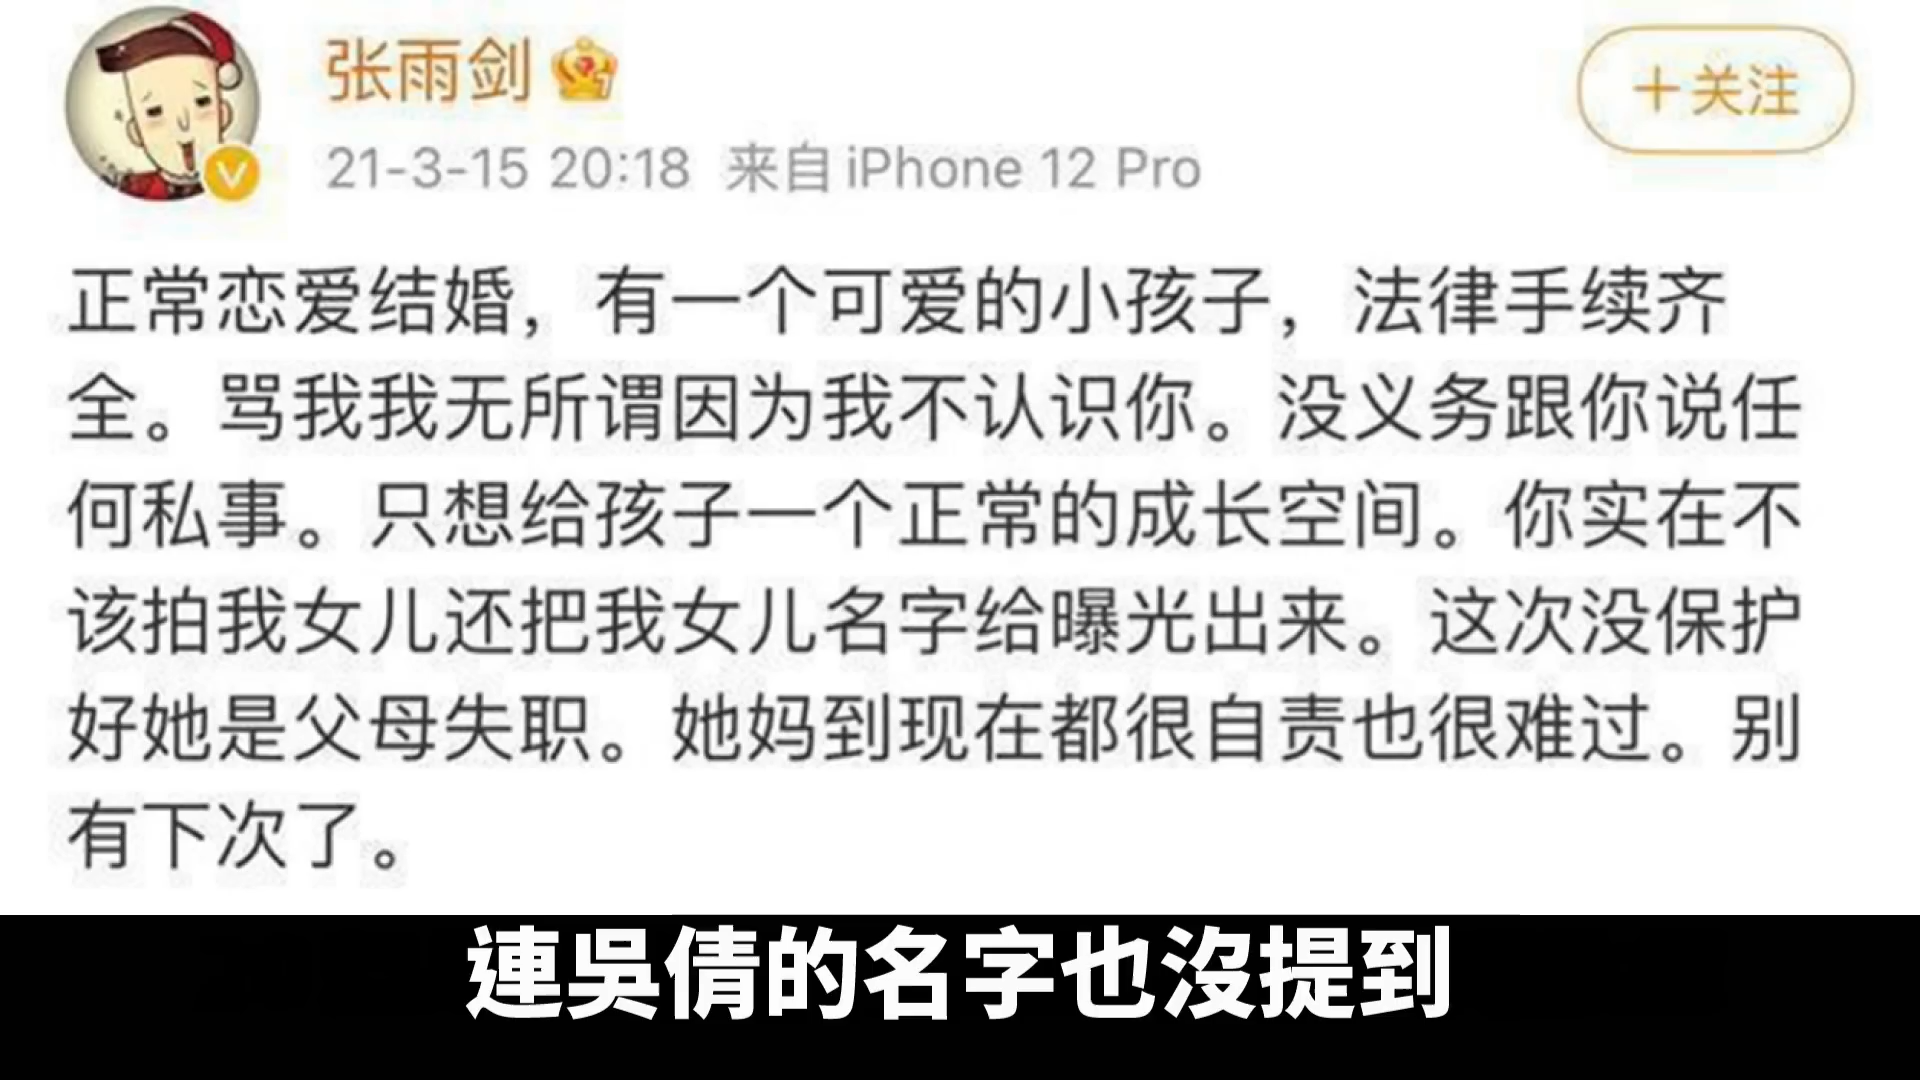 张雨剑
+关注
21-3-15 20:18 来自 iPhone 12 Pro
正常恋爱结婚，有一个可爱的小孩子，法律手续齐
全。骂我我无所谓因为我不认识你。没义务跟你说任
何私事。只想给孩子一个正常的成长空间。你实在不
该拍我女儿还把我女儿名字给曝光出来。这次没保护
好她是父母失职。她妈到现在都很自责也很难过。别
有下次了。
連吳倩的名字也沒提到